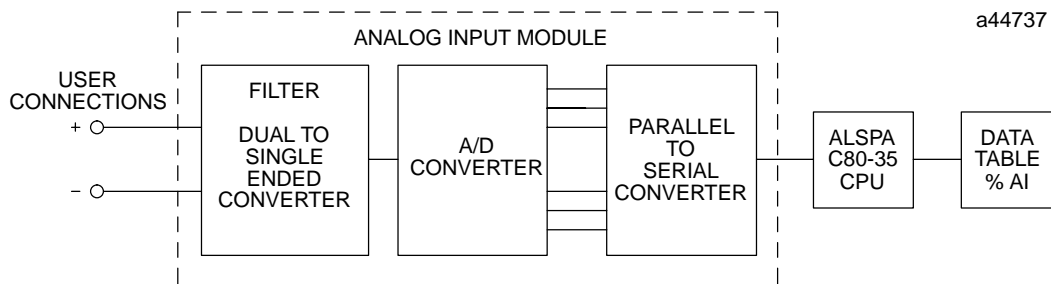 a44737
ANALOG INPUT MODULE
USER
CONNECTIONS
+
−
FILTER
DUAL TO
SINGLE
ENDED
CONVERTER
A/D
CONVERTER
PARALLEL
TO
SERIAL
CONVERTER
ALSPA
C80-35
CPU
DATA
TABLE
% AI